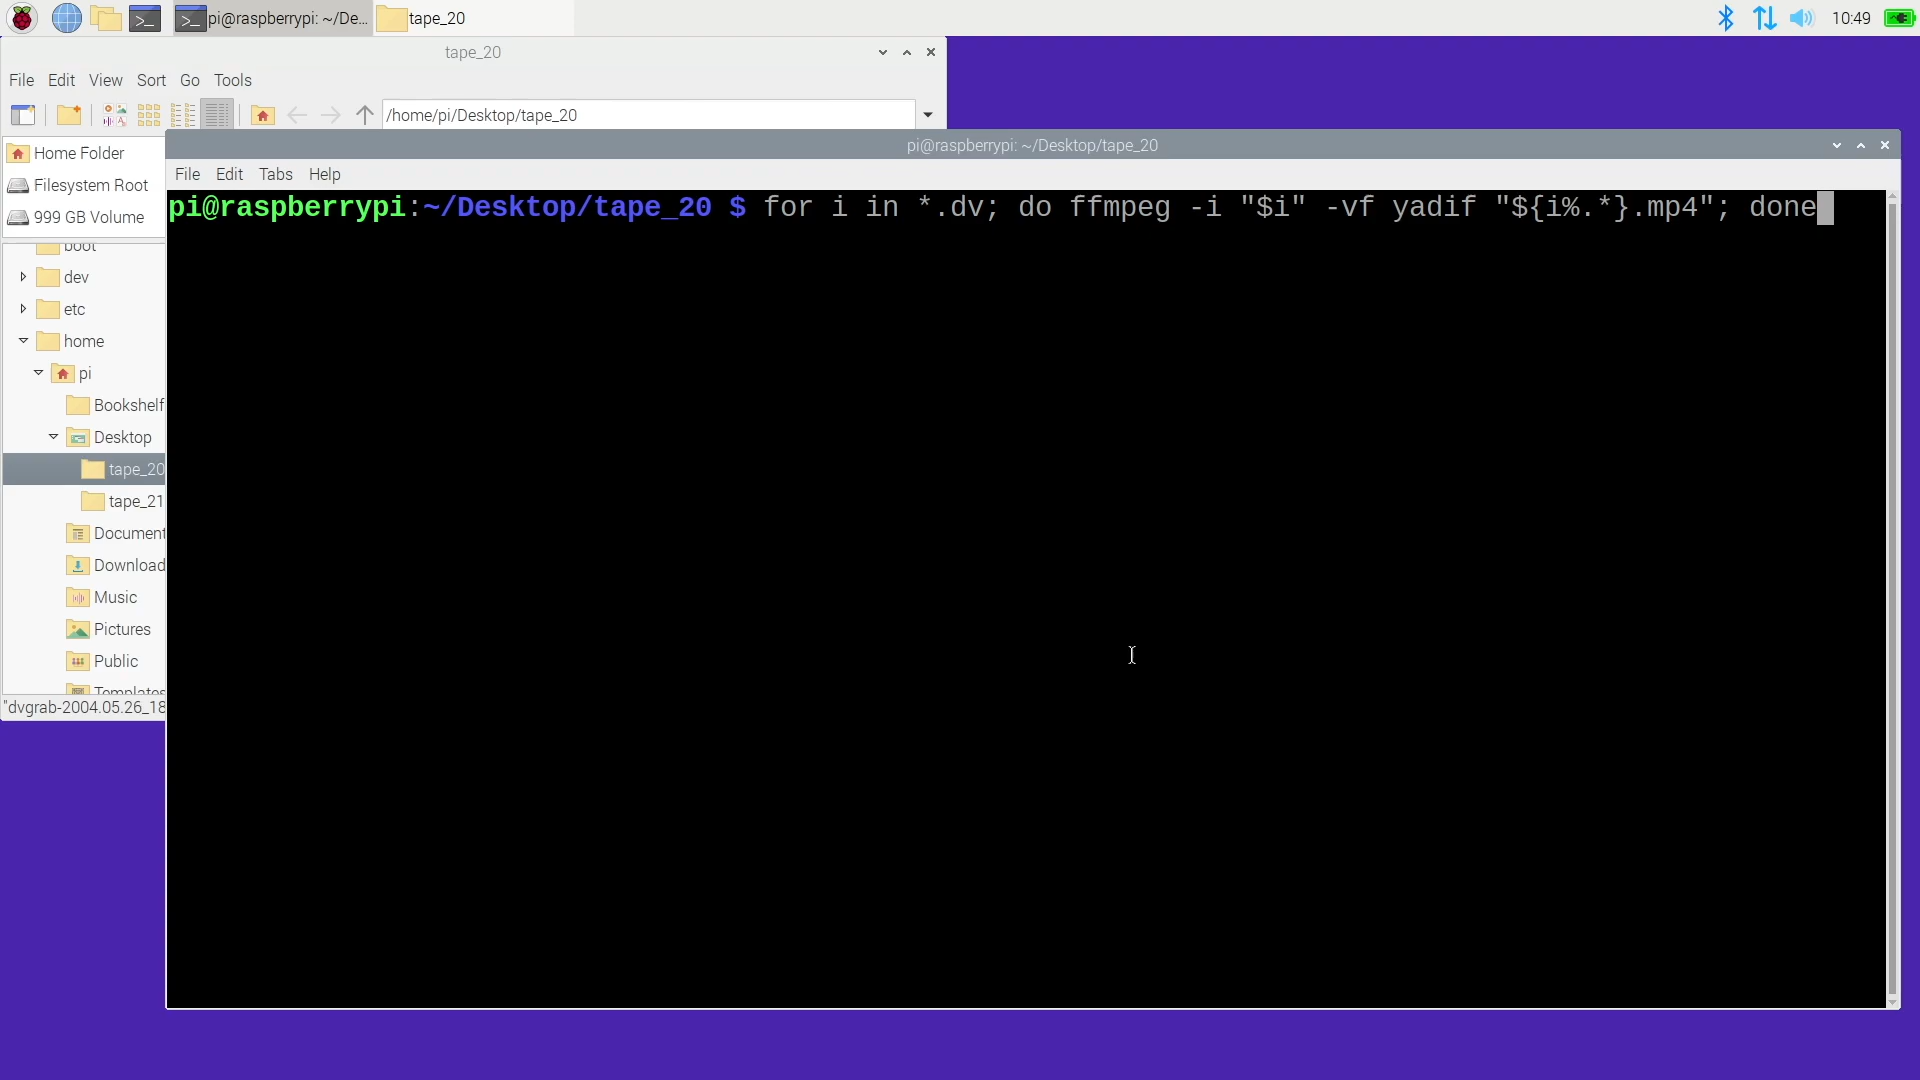 pi@raspberrypi: ~/De...
tape_20
10:49
tape_20
File Edit View Sort Go Tools
/home/pi/Desktop/tape_20
Home Folder
Filesystem Root
999 GB Volume
boot
dev
etc
home
pi
Bookshelf
Desktop
tape_20
tape_21
Document
Download
Music
Pictures
Public
Templates
"dvgrab-2004.05.26_18
pi@raspberrypi: ~/Desktop/tape_20
File Edit Tabs Help
pi@raspberrypi:~/Desktop/tape_20 $ for i in *.dv; do ffmpeg -i "$i" -vf yadif "${i%.*}.mp4"; done